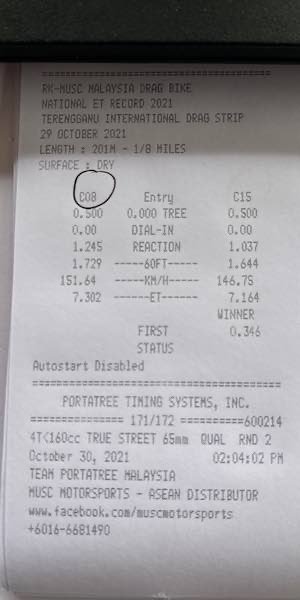 RK-MUSC MALAYSIA DRAG BIKE
NATIONAL ET RECORD 2021
TERENGGANU INTERNATIONAL DRAG STRIP
29 OCTOBER 2021
LENGTH : 201M - 1/8 MILES
SURFACE : DRY
C08 Entry C15
0.500 0.000 TREE 0.500
0.00 DIAL-IN 0.00
1.245 REACTION 1.037
1.729 -----60FT----- 1.644
151.64 -----KM/H----- 146.75
7.302 ------ET------ 7.164
WINNER
FIRST 0.346
STATUS
Autostart Disabled
PORTATREE TIMING SYSTEMS, INC.
============== 171/172 ==========600214
4T<160cc TRUE STREET 65mm QUAL RND 2
October 30, 2021 02:04:02 PM
TEAM PORTATREE MALAYSIA
MUSC MOTORSPORTS - ASEAN DISTRIBUTOR
www.facebook.com/muscmotorsports
+6016-6681490